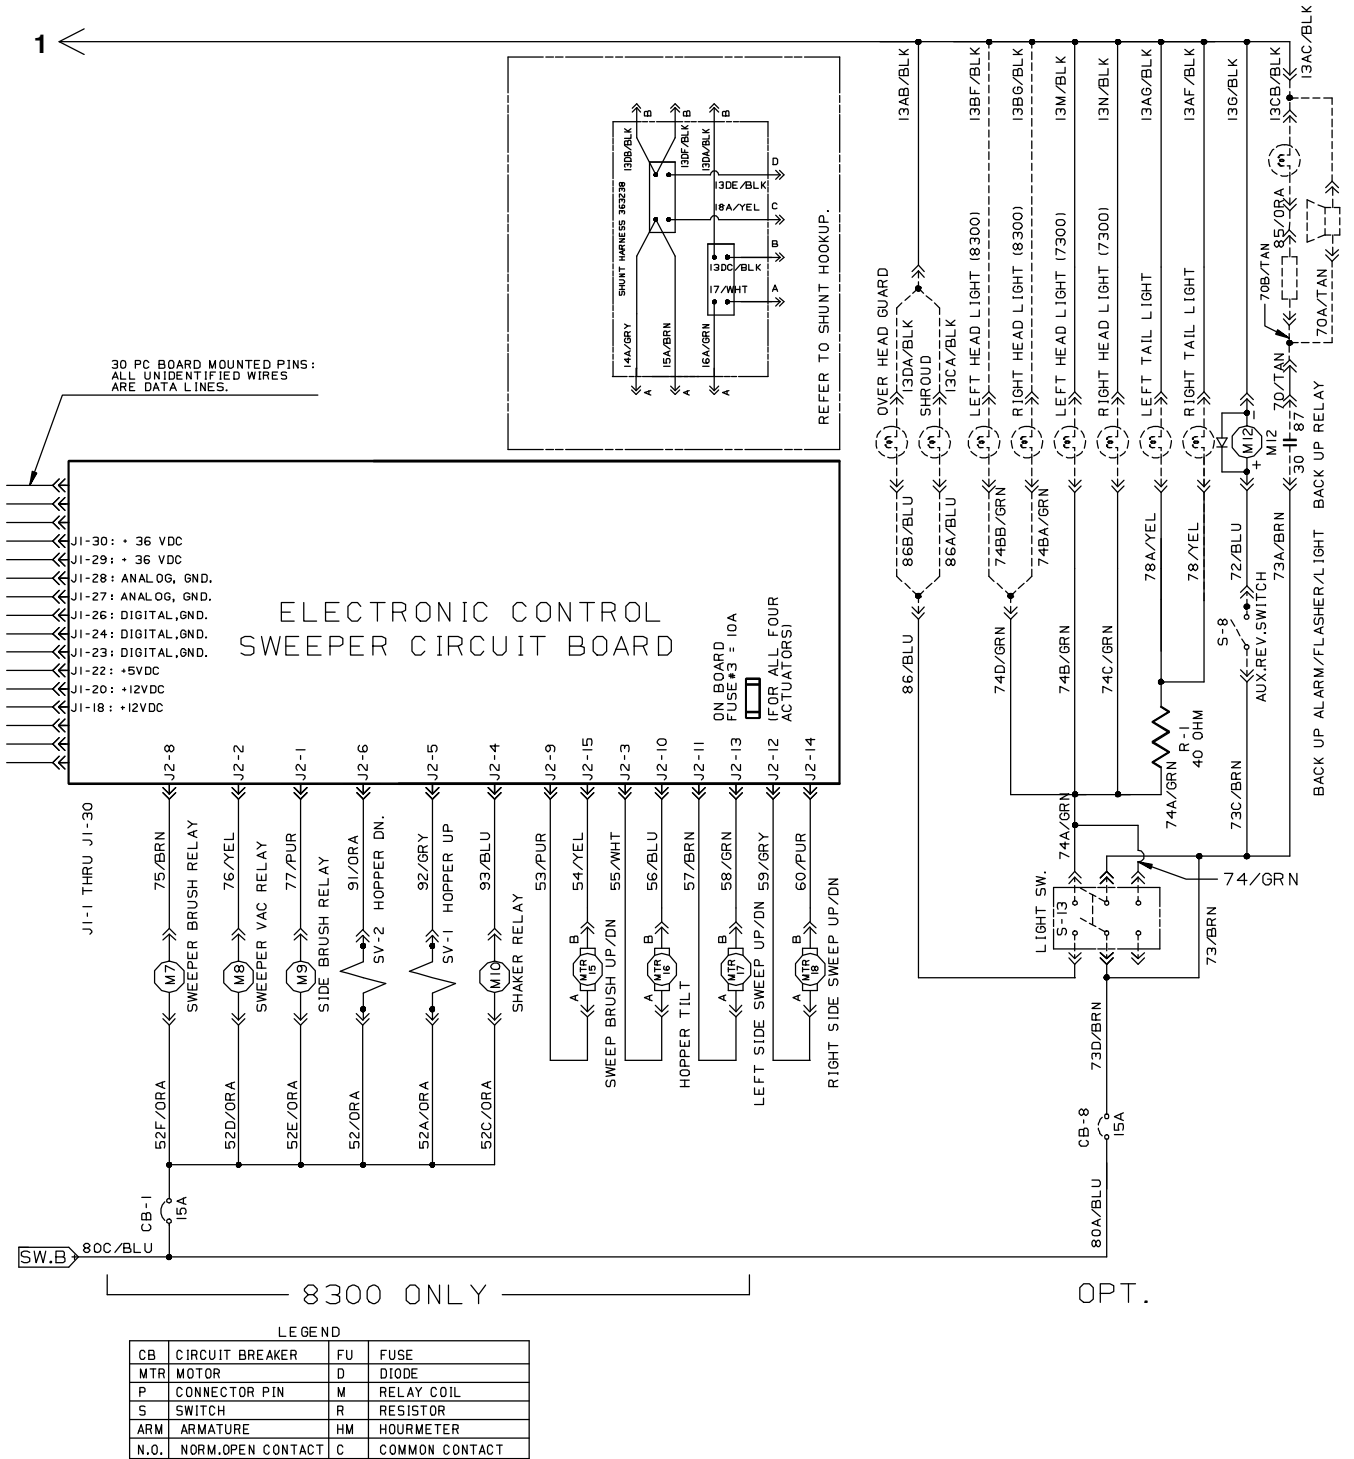 1
13AB/BLK
13BF/BLK
13BG/BLK
13M/BLK
13N/BLK
13AG/BLK
13AF/BLK
13G/BLK
13CB/BLK
13AC/BLK
B
B
B
13DB/BLK
13DF/BLK
13DA/BLK
SHUNT HARNESS 363238
D
13DE/BLK
18A/YEL
C
B
13DC/BLK
17/WHT
A
14A/GRY
15A/BRN
16A/GRN
A
A
A
REFER TO SHUNT HOOKUP.
30 PC BOARD MOUNTED PINS:
ALL UNIDENTIFIED WIRES
ARE DATA LINES.
OVER HEAD GUARD
13DA/BLK
SHROUD
13CA/BLK
LEFT HEAD LIGHT (8300)
RIGHT HEAD LIGHT (8300)
LEFT HEAD LIGHT (7300)
RIGHT HEAD LIGHT (7300)
LEFT TAIL LIGHT
RIGHT TAIL LIGHT
85/ORA
70B/TAN
70A/TAN
70/TAN
M12
M12
-
+
30
87
BACK UP ALARM/FLASHER/LIGHT
BACK UP RELAY
86B/BLU
86A/BLU
74BB/GRN
74BA/GRN
78A/YEL
78/YEL
72/BLU
73A/BRN
S-8
AUX.REV.SWITCH
86/BLU
74D/GRN
74B/GRN
74C/GRN
R-1
40 OHM
74A/GRN
73C/BRN
74A/GRN
74/GRN
LIGHT SW.
S-13
73/BRN
73D/BRN
CB-8
15A
80A/BLU
J1-30: + 36 VDC
J1-29: + 36 VDC
J1-28: ANALOG, GND.
J1-27: ANALOG, GND.
J1-26: DIGITAL,GND.
J1-24: DIGITAL,GND.
J1-23: DIGITAL,GND.
J1-22: +5VDC
J1-20: +12VDC
J1-18: +12VDC
ELECTRONIC CONTROL
SWEEPER CIRCUIT BOARD
ON BOARD
FUSE#3 = 10A
(FOR ALL FOUR
ACTUATORS)
J2-8
J2-2
J2-1
J2-6
J2-5
J2-4
J2-9
J2-15
J2-3
J2-10
J2-11
J2-13
J2-12
J2-14
J1-1 THRU J1-30
75/BRN
76/YEL
77/PUR
91/ORA
92/GRY
93/BLU
53/PUR
54/YEL
55/WHT
56/BLU
57/BRN
58/GRN
59/GRY
60/PUR
M7
SWEEPER BRUSH RELAY
M8
SWEEPER VAC RELAY
M9
SIDE BRUSH RELAY
SV-2 HOPPER DN.
SV-1 HOPPER UP
M10
SHAKER RELAY
B
MTR
15
A
SWEEP BRUSH UP/DN
B
MTR
16
A
HOPPER TILT
B
MTR
17
A
LEFT SIDE SWEEP UP/DN
B
MTR
18
A
RIGHT SIDE SWEEP UP/DN
52F/ORA
52D/ORA
52E/ORA
52/ORA
52A/ORA
52C/ORA
CB-1
15A
SW.B
80C/BLU
8300 ONLY
OPT.
LEGEND
CB CIRCUIT BREAKER FU FUSE
MTR MOTOR D DIODE
P CONNECTOR PIN M RELAY COIL
S SWITCH R RESISTOR
ARM ARMATURE HM HOURMETER
N.O. NORM.OPEN CONTACT C COMMON CONTACT